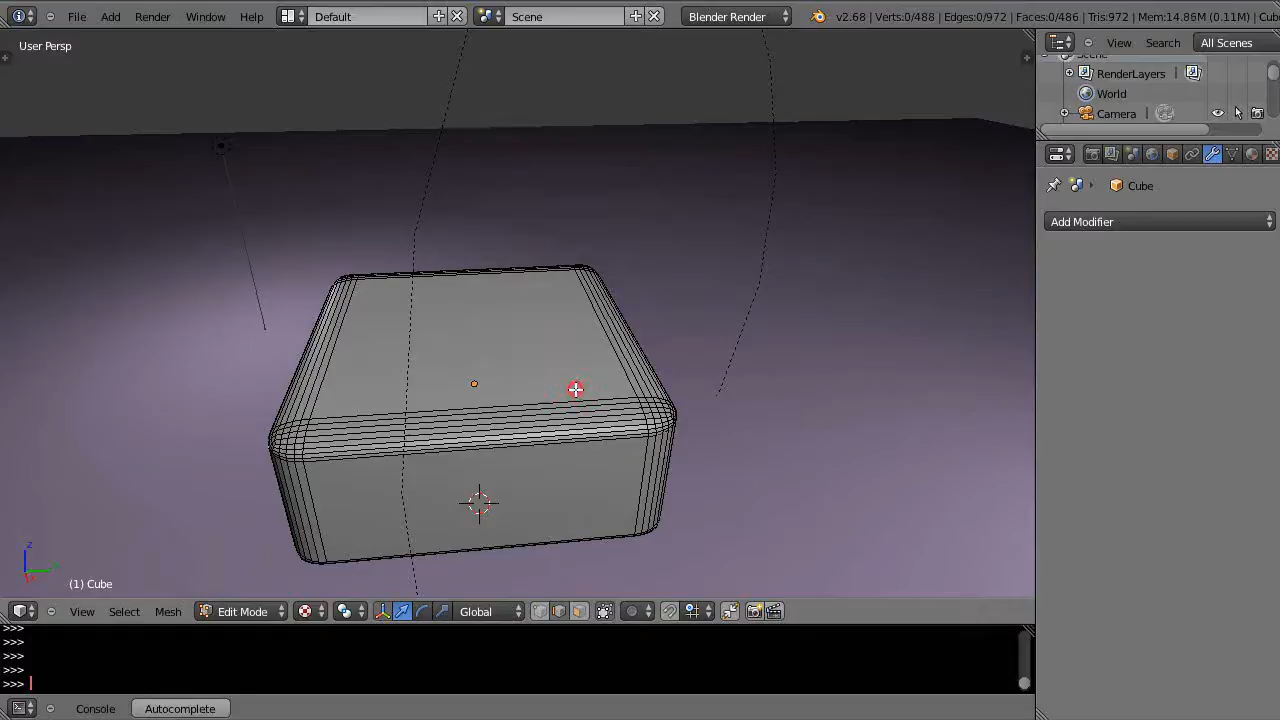 File Add Render Window Help Default Scene Blender Render v2.68 | Verts:0/488 | Edges:0/972 | Faces:0/486 | Tris:972 | Mem:14.86M (0.11M) | Cub
User Persp
View Search All Scenes
RenderLayers
World
Camera
Cube
Add Modifier
z
(1) Cube
View Select Mesh Edit Mode Global
>>>
>>>
>>>
>>>
>>>
Console Autocomplete